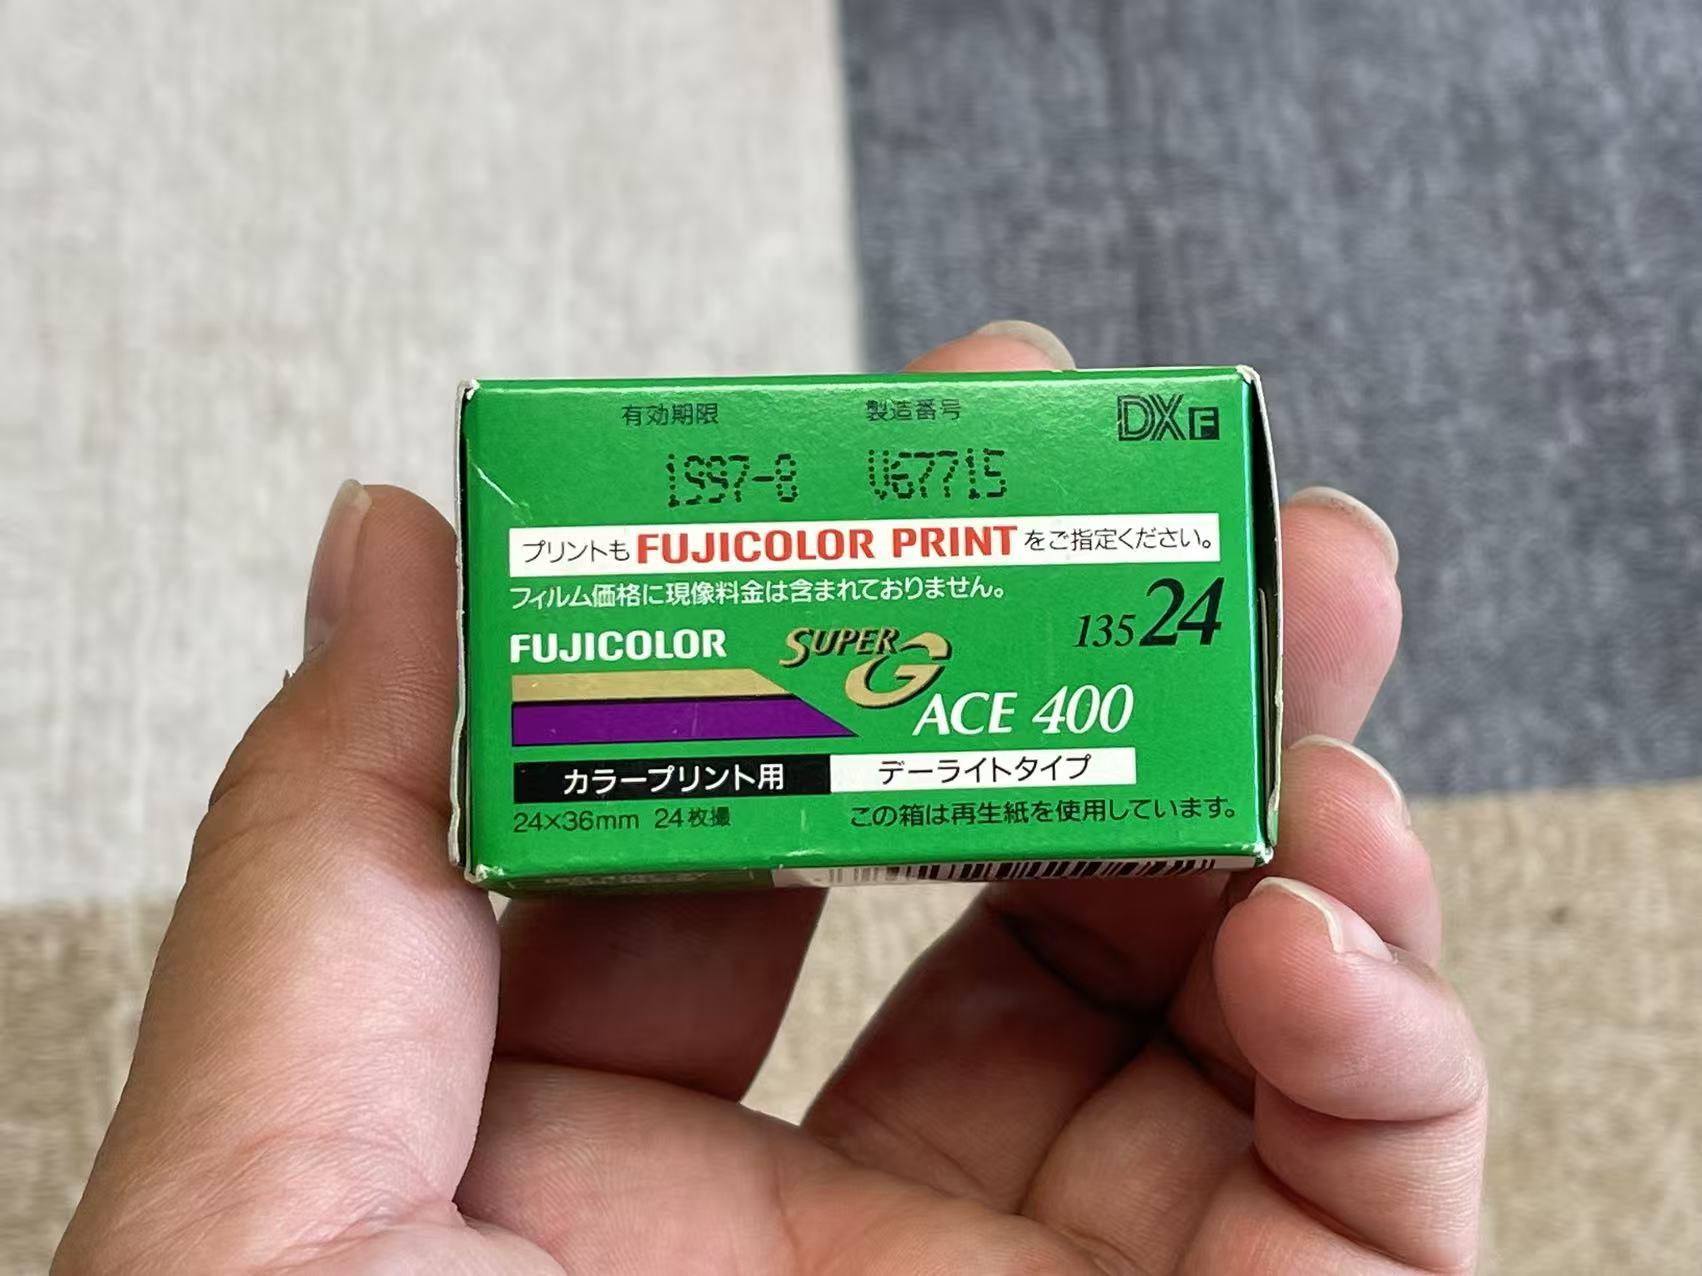 有効期限 製造番号 DXF
1997-8 V67715
プリントも FUJICOLOR PRINT をご指定ください。
フィルム価格に現像料金は含まれておりません。
135 24
FUJICOLOR SUPER G
ACE 400
カラープリント用 デーライトタイプ
24×36mm 24枚撮 この箱は再生紙を使用しています。